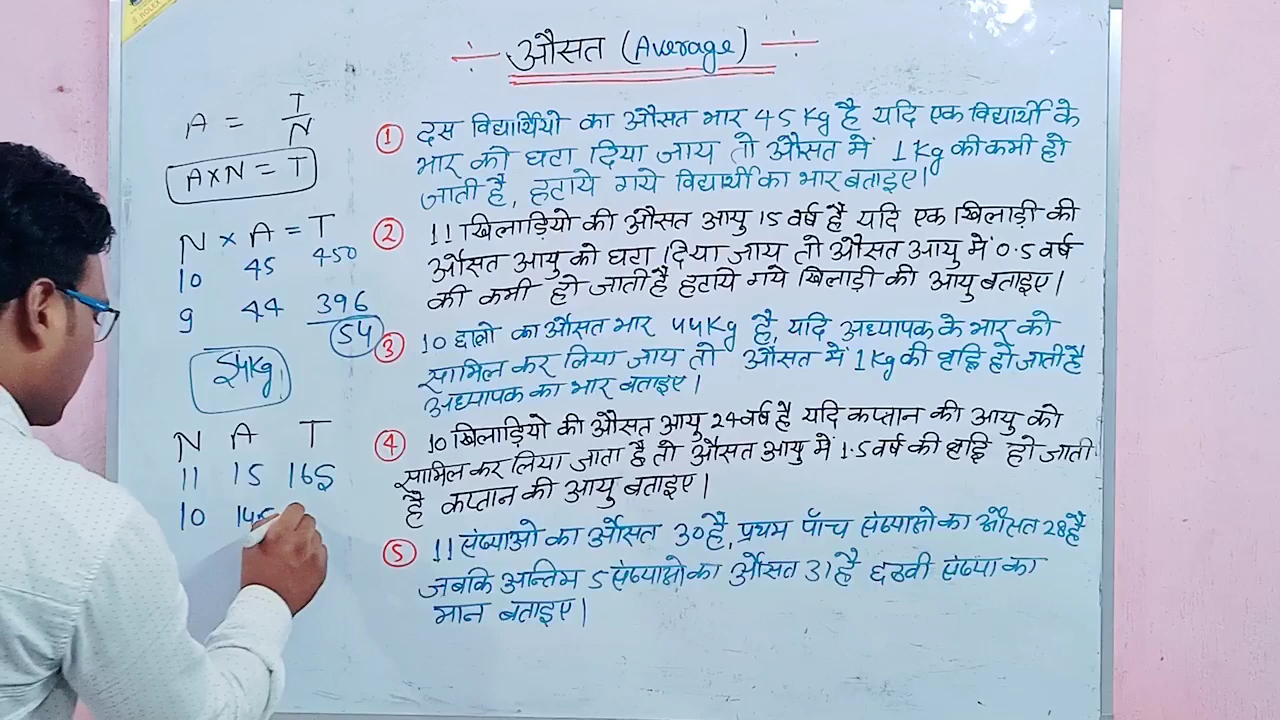 ROLEX
औसत (Average)
A = T/N
A×N = T
N × A = T
10 45 450
9 44 396
54
54Kg
N A T
11 15 165
10 14
① दस विद्यार्थियो का औसत भार 45 Kg है यदि एक विद्यार्थी के
भार को घटा दिया जाय तो औसत में 1 Kg की कमी हो
जाती है, हटाये गये विद्यार्थी का भार बताइए।
② 11 खिलाड़ियो की औसत आयु 15 वर्ष है यदि एक खिलाड़ी की
औसत आयु को घटा दिया जाय तो औसत आयु में 0.5 वर्ष
की कमी हो जाती है हटाये गये खिलाड़ी की आयु बताइए।
③ 10 छात्रो का औसत भार 44Kg है, यदि अध्यापक के भार को
सामिल कर लिया जाय तो औसत में 1 Kg की वृद्धि हो जाती है
अध्यापक का भार बताइए।
④ 10 खिलाड़ियो की औसत आयु 24 वर्ष है यदि कप्तान की आयु को
सामिल कर लिया जाता है तो औसत आयु में 1.5 वर्ष की वृद्धि हो जाती
है कप्तान की आयु बताइए।
⑤ 11 संख्याओ का औसत 30 है, प्रथम पाँच संख्याओ का औसत 28 है
जबकि अन्तिम 5 संख्याओ का औसत 31 है छठवी संख्या का
मान बताइए।